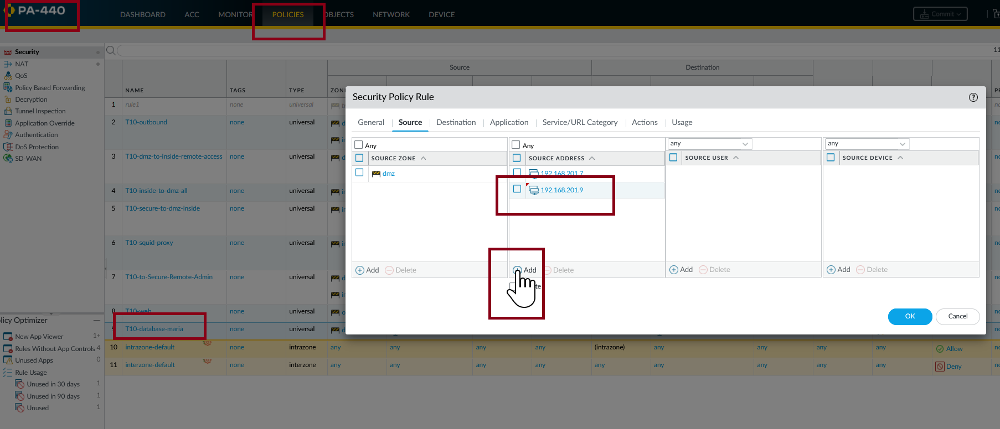 PA-440
DASHBOARD ACC MONITOR POLICIES OBJECTS NETWORK DEVICE Commit
Security
NAT
QoS
Policy Based Forwarding
Decryption
Tunnel Inspection
Application Override
Authentication
DoS Protection
SD-WAN
11
Source Destination
NAME TAGS TYPE ZONE
1 rule1 none universal
2 T10-outbound none universal
3 T10-dmz-to-inside-remote-access none universal
4 T10-inside-to-dmz-all none universal
5 T10-secure-to-dmz-inside none universal
6 T10-squid-proxy none universal
7 T10-to-Secure-Remote-Admin none universal
8 T10-web none universal
9 T10-database-maria none universal
10 intrazone-default none intrazone any any any any (intrazone) any any any any Allow
11 interzone-default none interzone any any any any any any any any any Deny
Security Policy Rule
General Source Destination Application Service/URL Category Actions Usage
Any Any any any
SOURCE ZONE SOURCE ADDRESS SOURCE USER SOURCE DEVICE
dmz 192.168.201.7
192.168.201.9
Add Delete Add Delete Add Delete Add Delete
OK Cancel
licy Optimizer
New App Viewer 1+
Rules Without App Controls 4
Unused Apps 0
Rule Usage
Unused in 30 days 1
Unused in 90 days 1
Unused 1